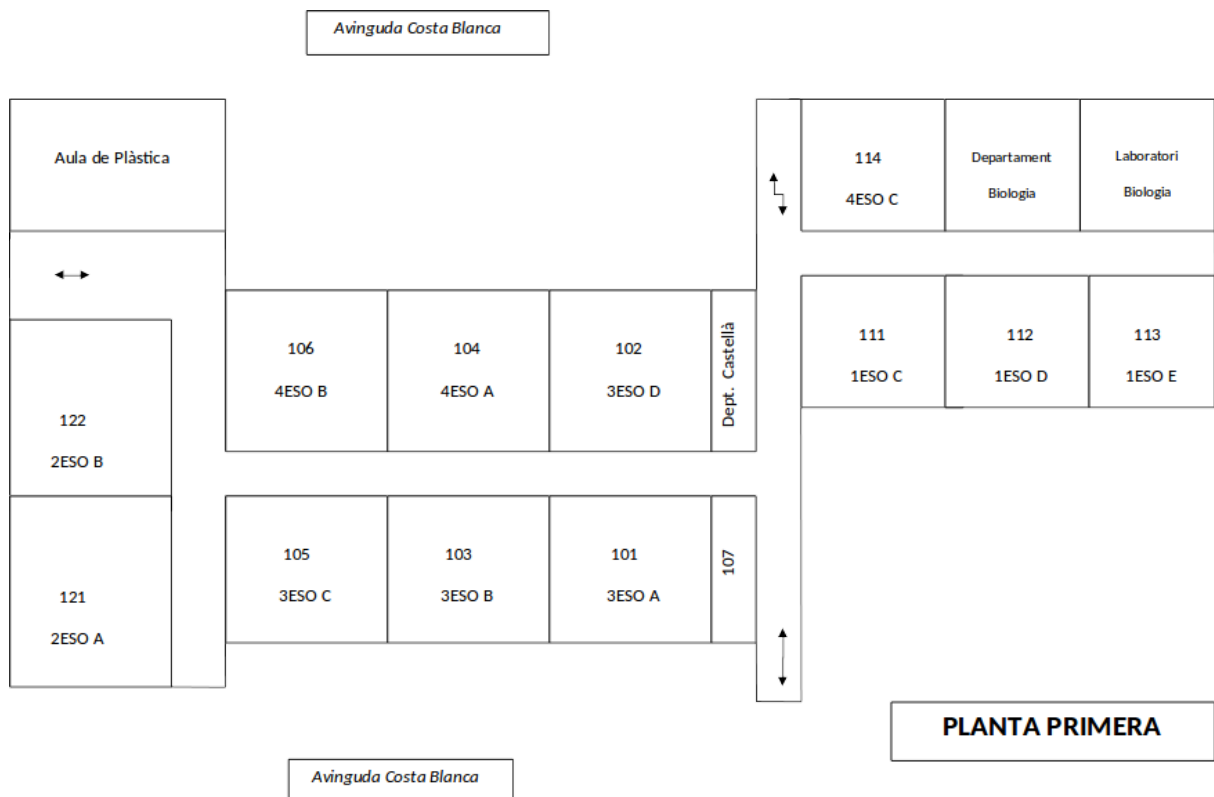 Avinguda Costa Blanca
Aula de Plàstica
114
4ESO C
Departament
Biologia
Laboratori
Biologia
106
4ESO B
104
4ESO A
102
3ESO D
Dept. Castellà
111
1ESO C
112
1ESO D
113
1ESO E
122
2ESO B
105
3ESO C
103
3ESO B
101
3ESO A
107
121
2ESO A
PLANTA PRIMERA
Avinguda Costa Blanca